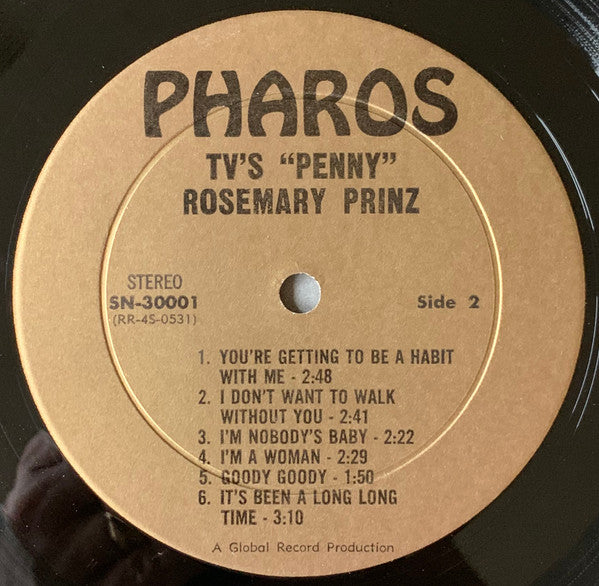 PHAROS
TV'S "PENNY"
ROSEMARY PRINZ
STEREO
SN-30001
(RR-4S-0531)
Side 2
1. YOU'RE GETTING TO BE A HABIT
WITH ME - 2:48
2. I DON'T WANT TO WALK
WITHOUT YOU - 2:41
3. I'M NOBODY'S BABY - 2:22
4. I'M A WOMAN - 2:29
5. GOODY GOODY - 1:50
6. IT'S BEEN A LONG LONG
TIME - 3:10
A Global Record Production